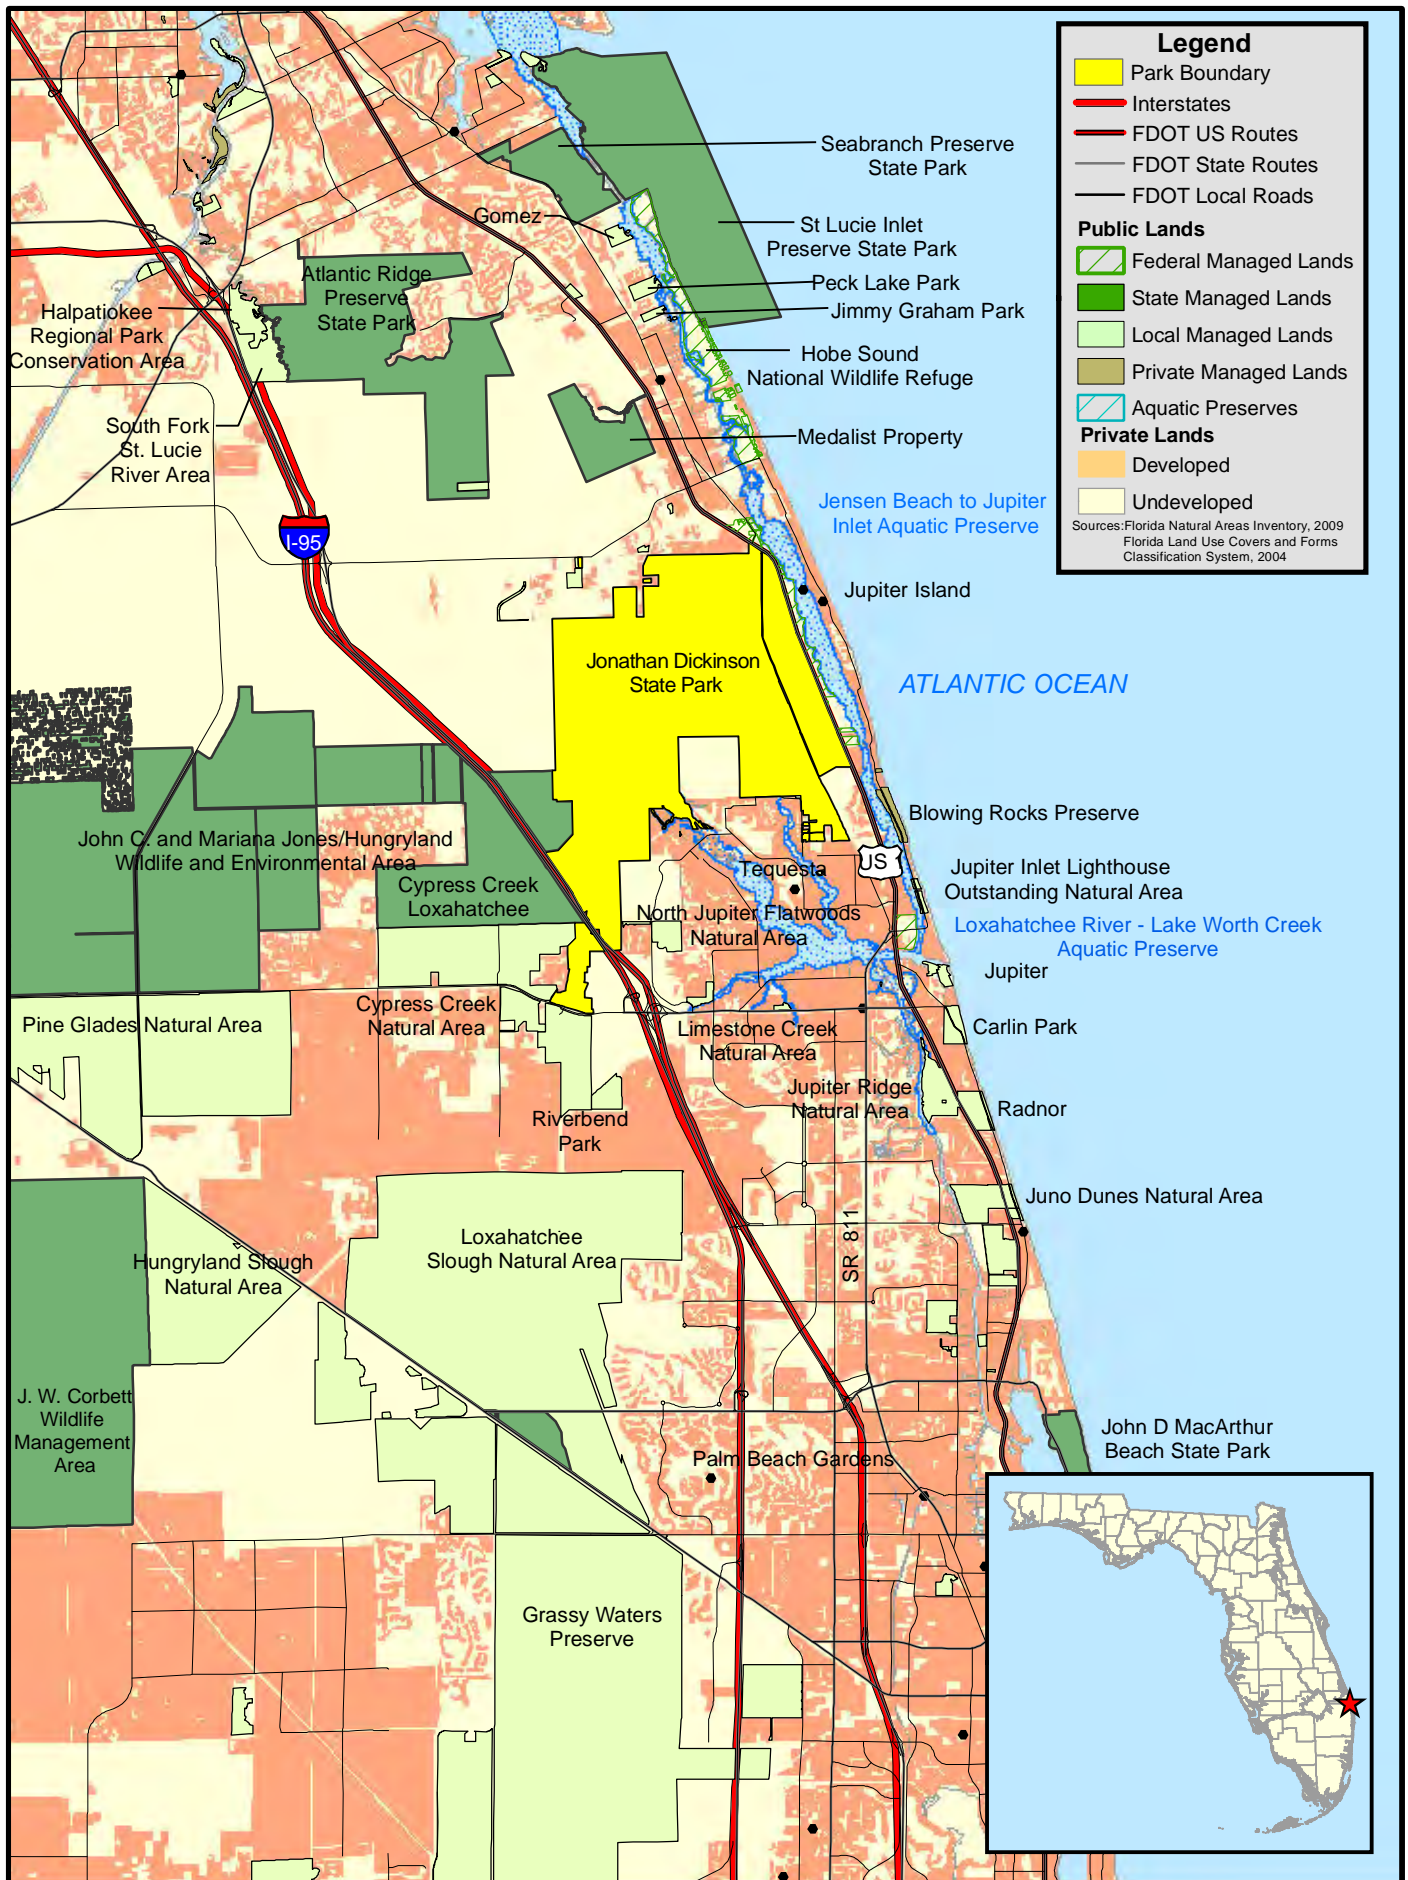 Legend
Park Boundary
Interstates
FDOT US Routes
FDOT State Routes
FDOT Local Roads
Public Lands
Federal Managed Lands
State Managed Lands
Local Managed Lands
Private Managed Lands
Aquatic Preserves
Private Lands
Developed
Undeveloped
Sources:Florida Natural Areas Inventory, 2009
Florida Land Use Covers and Forms
Classification System, 2004
Seabranch Preserve
State Park
Gomez
St Lucie Inlet
Preserve State Park
Atlantic Ridge
Preserve
State Park
Peck Lake Park
Jimmy Graham Park
Halpatiokee
Regional Park
Conservation Area
Hobe Sound
National Wildlife Refuge
South Fork
St. Lucie
River Area
Medalist Property
Jensen Beach to Jupiter
Inlet Aquatic Preserve
I-95
Jupiter Island
Jonathan Dickinson
State Park
ATLANTIC OCEAN
Blowing Rocks Preserve
John C. and Mariana Jones/Hungryland
Wildlife and Environmental Area
US
Jupiter Inlet Lighthouse
Outstanding Natural Area
Tequesta
Cypress Creek
Loxahatchee
North Jupiter Flatwoods
Natural Area
Loxahatchee River - Lake Worth Creek
Aquatic Preserve
Jupiter
Cypress Creek
Natural Area
Pine Glades Natural Area
Limestone Creek
Natural Area
Carlin Park
Jupiter Ridge
Natural Area
Radnor
Riverbend
Park
Juno Dunes Natural Area
SR 811
Loxahatchee
Slough Natural Area
Hungryland Slough
Natural Area
J. W. Corbett
Wildlife
Management
Area
John D MacArthur
Beach State Park
Palm Beach Gardens
Grassy Waters
Preserve